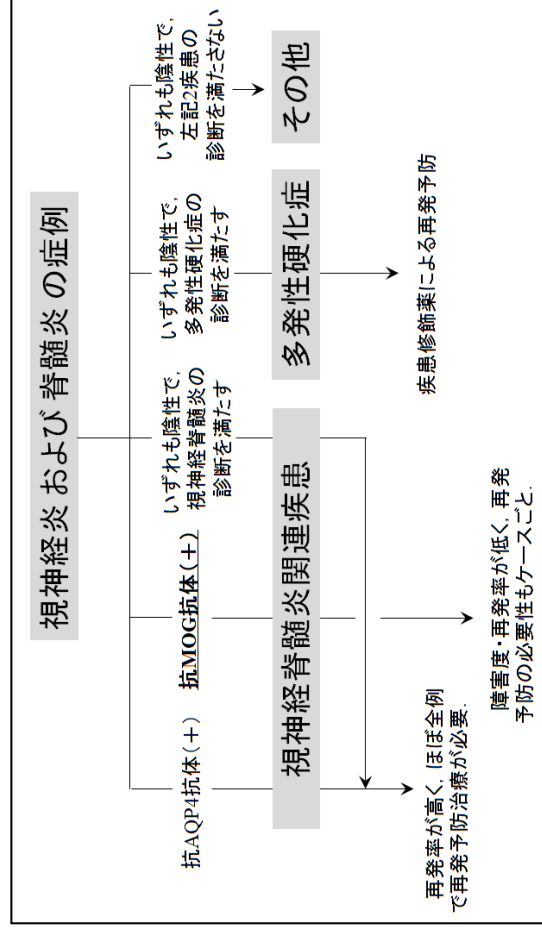 視神経炎 および 脊髄炎 の症例
抗AQP4抗体(＋)
抗MOG抗体(＋)
いずれも陰性で,
視神経脊髄炎の
診断を満たす
いずれも陰性で,
多発性硬化症の
診断を満たす
いずれも陰性で,
左記2疾患の
診断を満たさない
視神経脊髄炎関連疾患
多発性硬化症
その他
再発率が高く, ほぼ全例
で再発予防治療が必要.
障害度・再発率が低く, 再発
予防の必要性もケースごと.
疾患修飾薬による再発予防